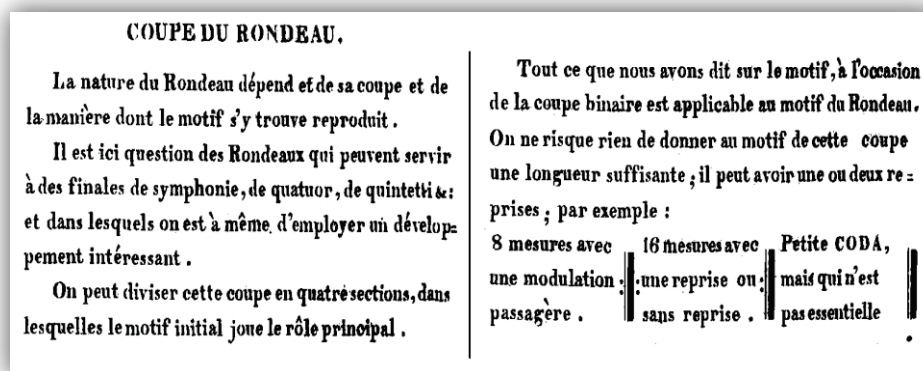 COUPE DU RONDEAU.
La nature du Rondeau dépend et de sa coupe et de
la manière dont le motif s'y trouve reproduit.
Il est ici question des Rondeaux qui peuvent servir
à des finales de symphonie, de quatuor, de quintetti &:
et dans lesquels on est à même d'employer un dévelop=
pement intéressant.
On peut diviser cette coupe en quatre sections, dans
lesquelles le motif initial joue le rôle principal.
Tout ce que nous avons dit sur le motif, à l'occasion
de la coupe binaire est applicable au motif du Rondeau.
On ne risque rien de donner au motif de cette coupe
une longueur suffisante; il peut avoir une ou deux re=
prises; par exemple:
8 mesures avec
une modulation
passagère.
16 mesures avec
une reprise ou
sans reprise.
Petite CODA,
mais qui n'est
pas essentielle